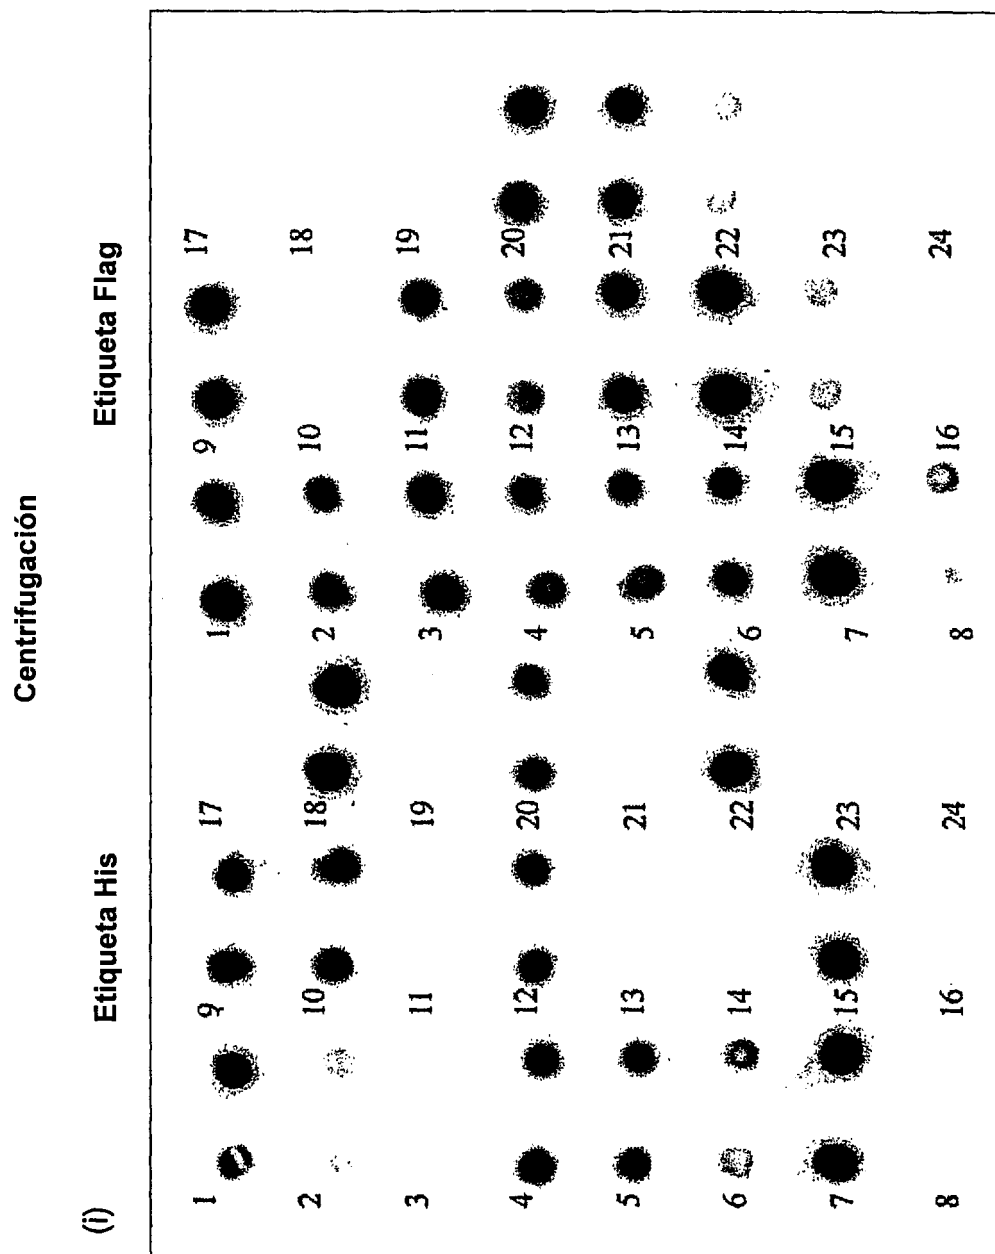 Centrifugación
(i) Etiqueta His Etiqueta Flag
1 9 17 1 9 17
2 10 18 2 10 18
3 11 19 3 11 19
4 12 20 4 12 20
5 13 21 5 13 21
6 14 22 6 14 22
7 15 23 7 15 23
8 16 24 8 16 24